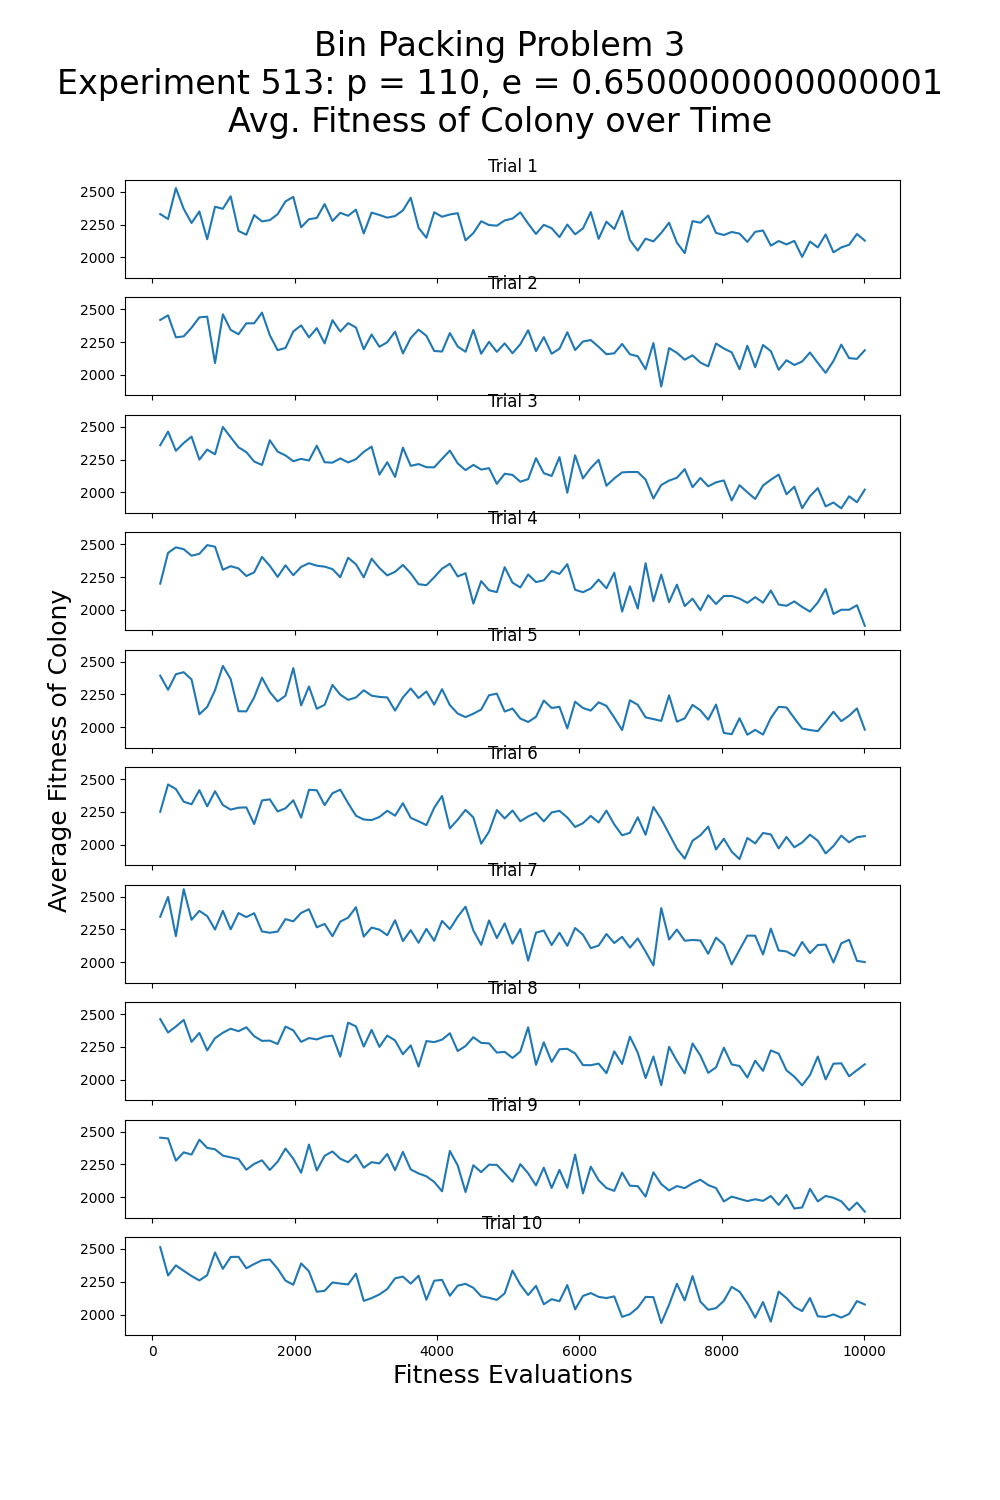 Bin Packing Problem 3
Experiment 513: p = 110, e = 0.6500000000000001
Avg. Fitness of Colony over Time
Trial 1
2500
2250
2000
Trial 2
2500
2250
2000
Trial 3
2500
2250
2000
Trial 4
2500
2250
2000
Trial 5
2500
2250
2000
Trial 6
2500
2250
2000
Trial 7
2500
2250
2000
Trial 8
2500
2250
2000
Trial 9
2500
2250
2000
Trial 10
2500
2250
2000
0 2000 4000 6000 8000 10000
Fitness Evaluations
Average Fitness of Colony